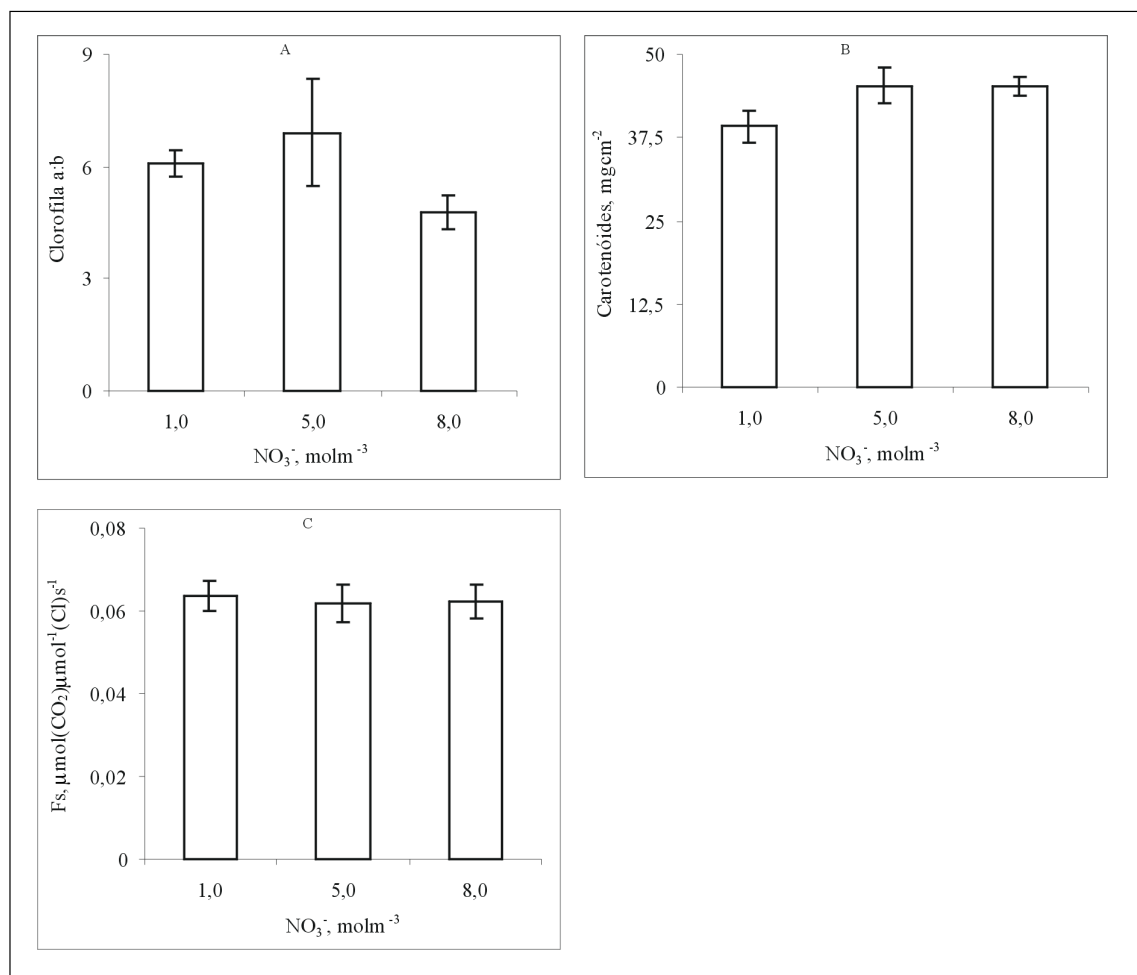 A
9
6
3
0
Clorofila a:b
1,0 5,0 8,0
NO₃⁻, molm⁻³
B
50
37,5
25
12,5
0
Carotenóides, mgcm⁻²
1,0 5,0 8,0
NO₃⁻, molm⁻³
C
0,08
0,06
0,04
0,02
0
Fs, µmol(CO₂)µmol⁻¹(Cl)s⁻¹
1,0 5,0 8,0
NO₃⁻, molm⁻³